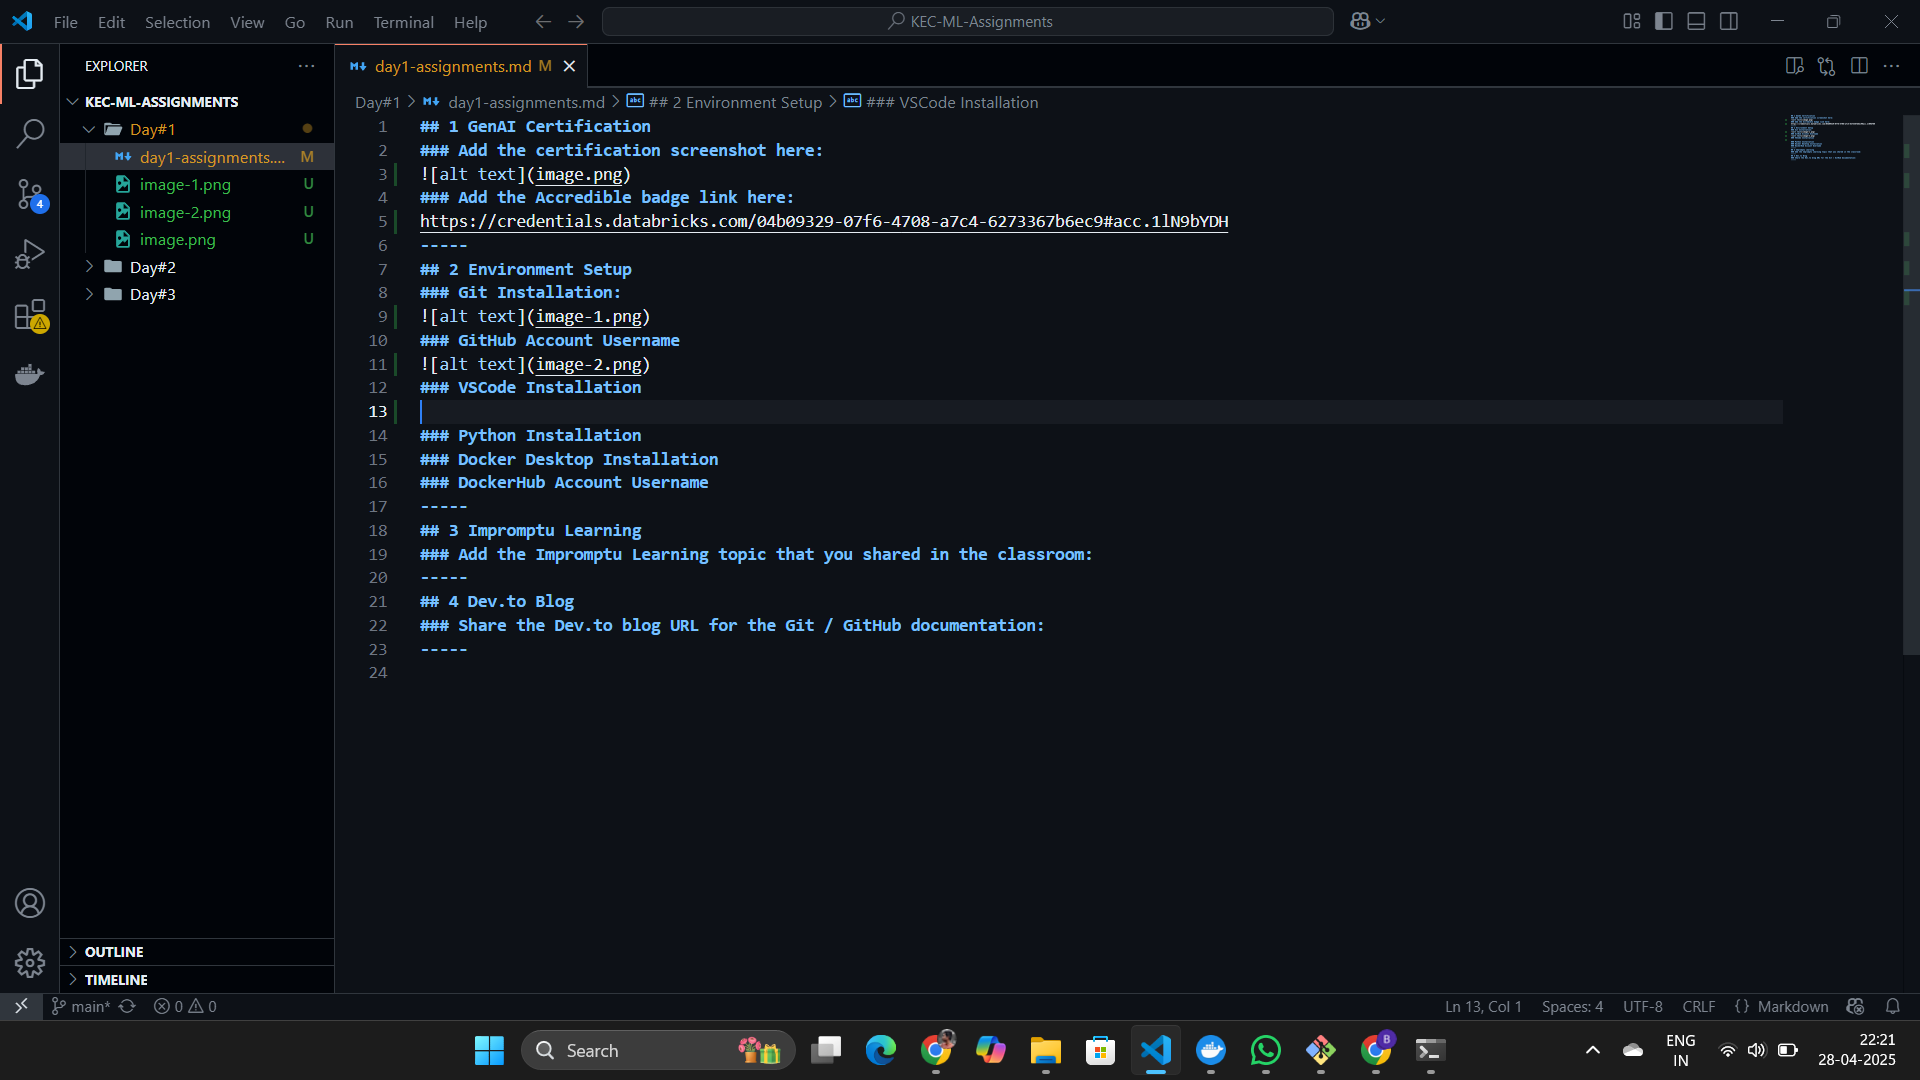 File Edit Selection View Go Run Terminal Help
KEC-ML-Assignments
EXPLORER
KEC-ML-ASSIGNMENTS
Day#1
day1-assignments.... M
image-1.png U
image-2.png U
image.png U
Day#2
Day#3
4
OUTLINE
TIMELINE
day1-assignments.md M
Day#1 > day1-assignments.md > ## 2 Environment Setup > ### VSCode Installation
1 ## 1 GenAI Certification
2 ### Add the certification screenshot here:
3 ![alt text](image.png)
4 ### Add the Accredible badge link here:
5 https://credentials.databricks.com/04b09329-07f6-4708-a7c4-6273367b6ec9#acc.1lN9bYDH
6 -----
7 ## 2 Environment Setup
8 ### Git Installation:
9 ![alt text](image-1.png)
10 ### GitHub Account Username
11 ![alt text](image-2.png)
12 ### VSCode Installation
13
14 ### Python Installation
15 ### Docker Desktop Installation
16 ### DockerHub Account Username
17 -----
18 ## 3 Impromptu Learning
19 ### Add the Impromptu Learning topic that you shared in the classroom:
20 -----
21 ## 4 Dev.to Blog
22 ### Share the Dev.to blog URL for the Git / GitHub documentation:
23 -----
24
main* 0 0
Ln 13, Col 1 Spaces: 4 UTF-8 CRLF {} Markdown
Search
B
ENG
IN
22:21
28-04-2025